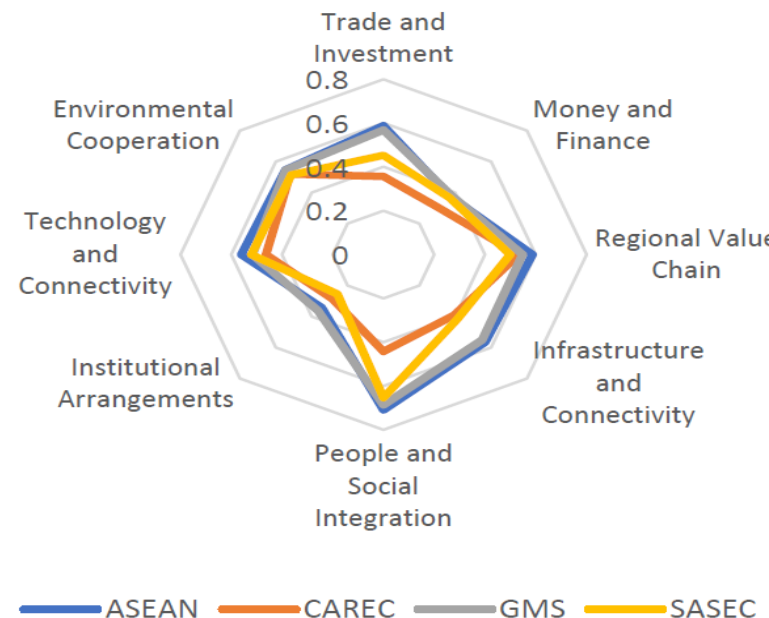 Trade and
Investment
0.8
0.6
0.4
0.2
0
Money and
Finance
Regional Value
Chain
Infrastructure
and
Connectivity
People and
Social
Integration
Institutional
Arrangements
Technology
and
Connectivity
Environmental
Cooperation
ASEAN CAREC GMS SASEC